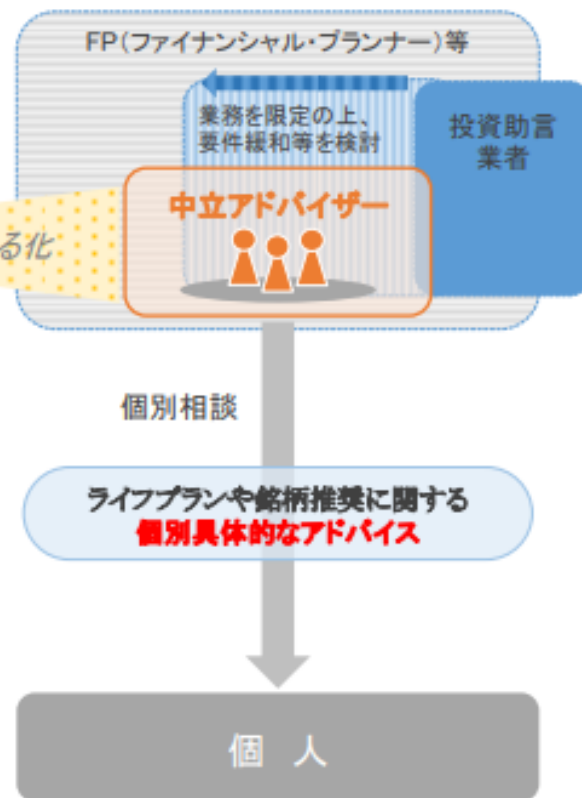 FP(ファイナンシャル・プランナー)等
業務を限定の上、
要件緩和等を検討
投資助言
業者
中立アドバイザー
る化
個別相談
ライフプランや銘柄推奨に関する
個別具体的なアドバイス
個 人